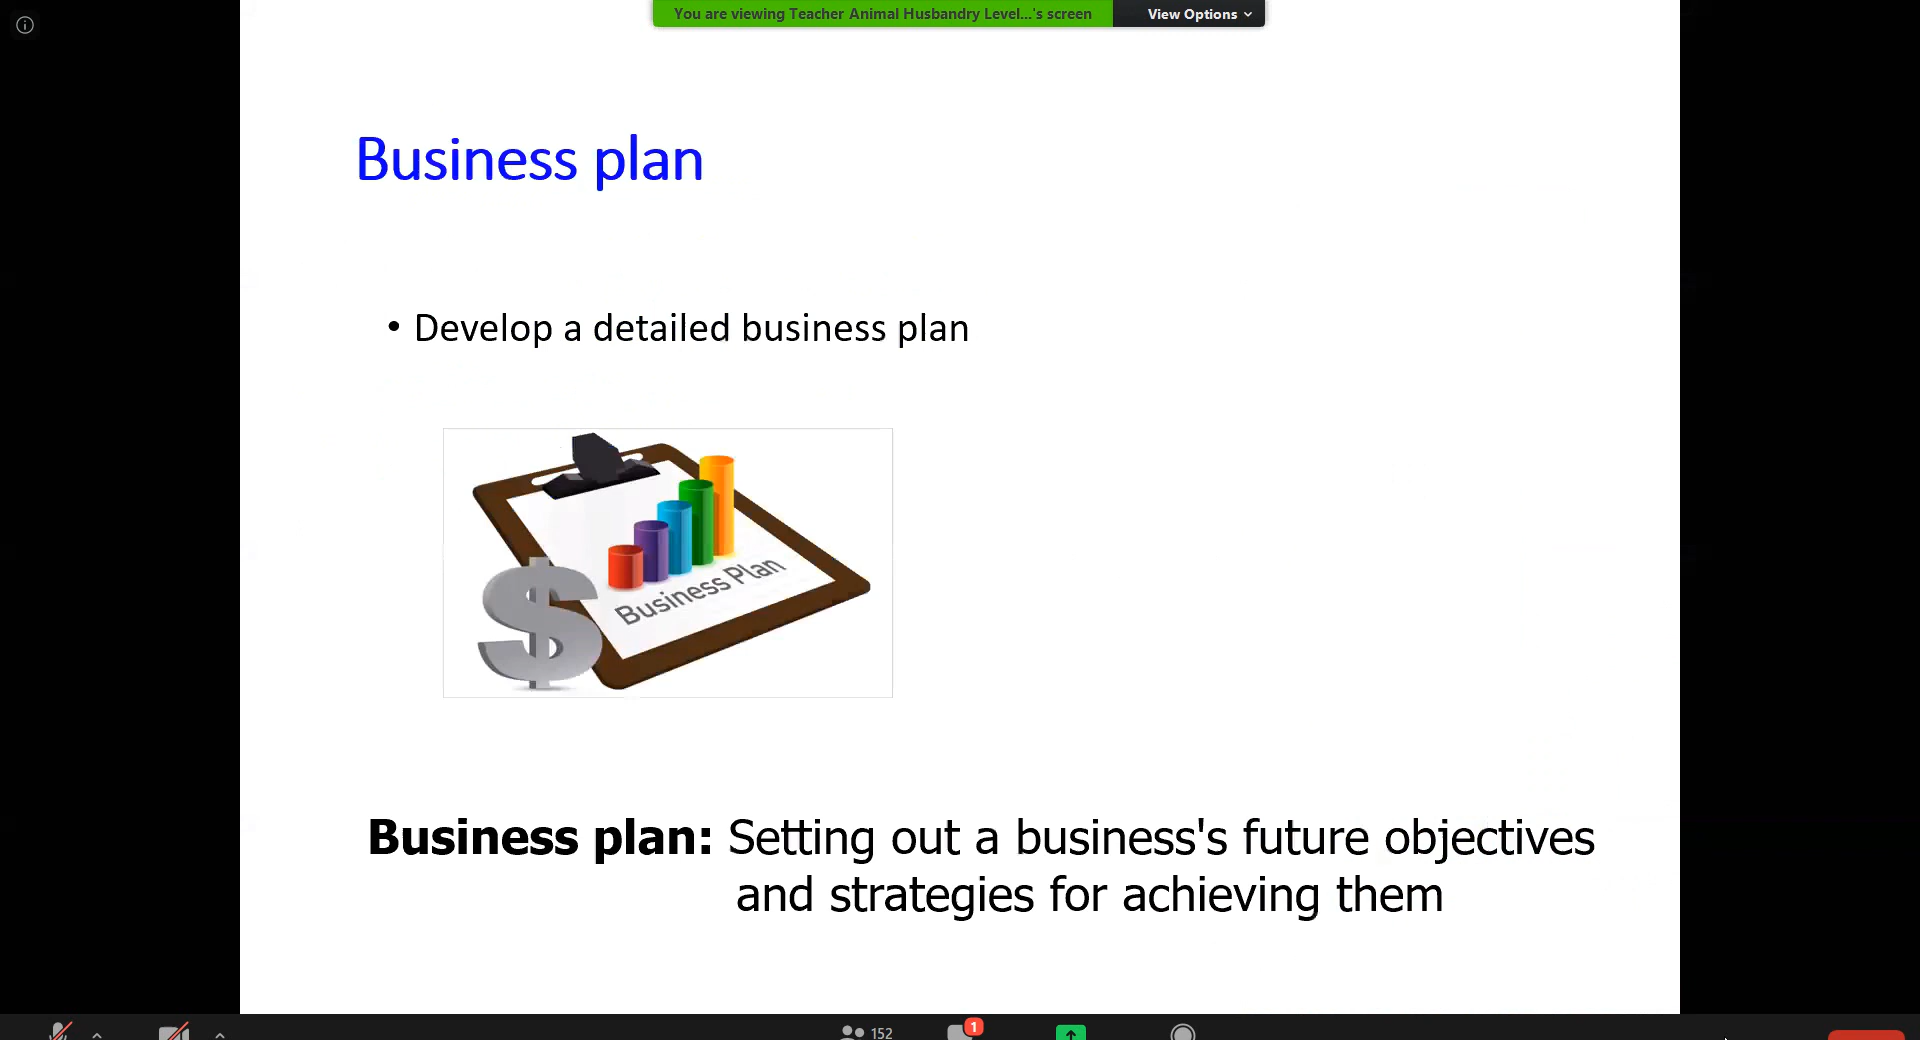 You are viewing Teacher Animal Husbandry Level...'s screen
View Options
Business plan
• Develop a detailed business plan
$
Business Plan
Business plan: Setting out a business's future objectives
and strategies for achieving them
152
1